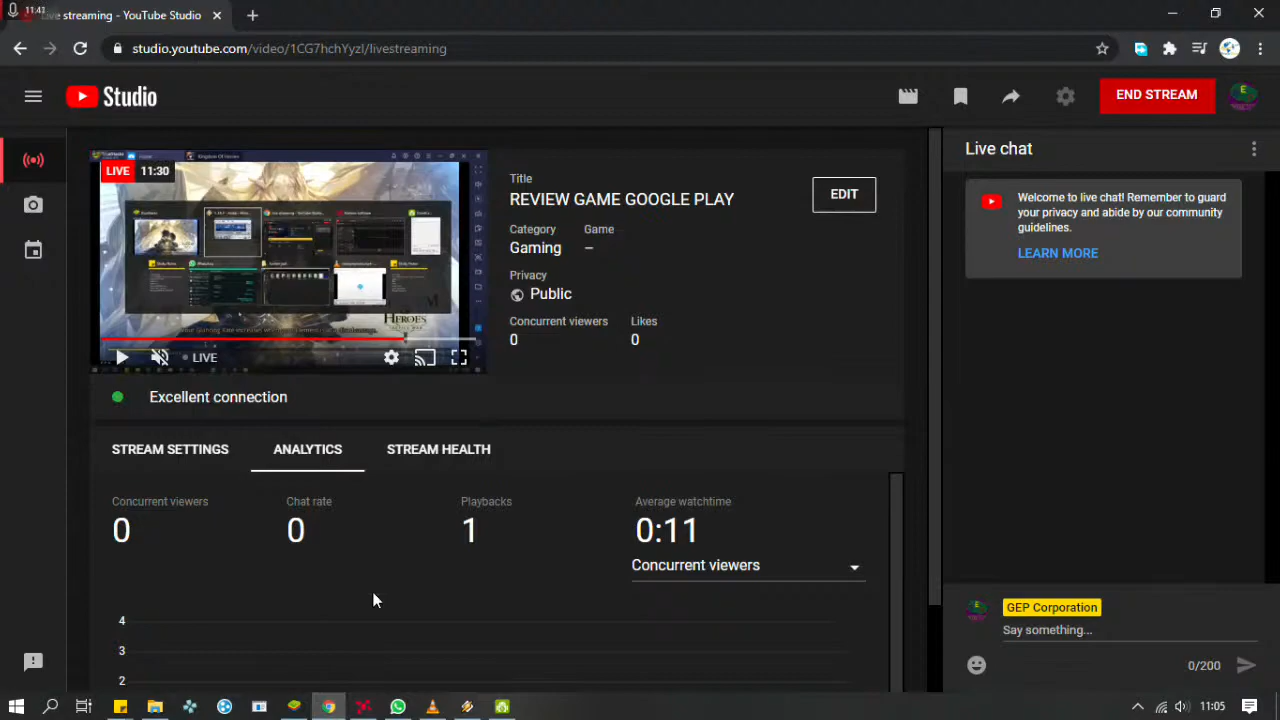 11:41
Live streaming - YouTube Studio
studio.youtube.com/video/1CG7hchYyzI/livestreaming
Studio
END STREAM
LIVE 11:30
HEROES
LIVE
Title
REVIEW GAME GOOGLE PLAY
EDIT
Category Game
Gaming –
Privacy
Public
Concurrent viewers Likes
0 0
Excellent connection
STREAM SETTINGS ANALYTICS STREAM HEALTH
Concurrent viewers Chat rate Playbacks Average watchtime
0 0 1 0:11
Concurrent viewers
4
3
2
Live chat
Welcome to live chat! Remember to guard
your privacy and abide by our community
guidelines.
LEARN MORE
GEP Corporation
Say something...
0/200
11:05